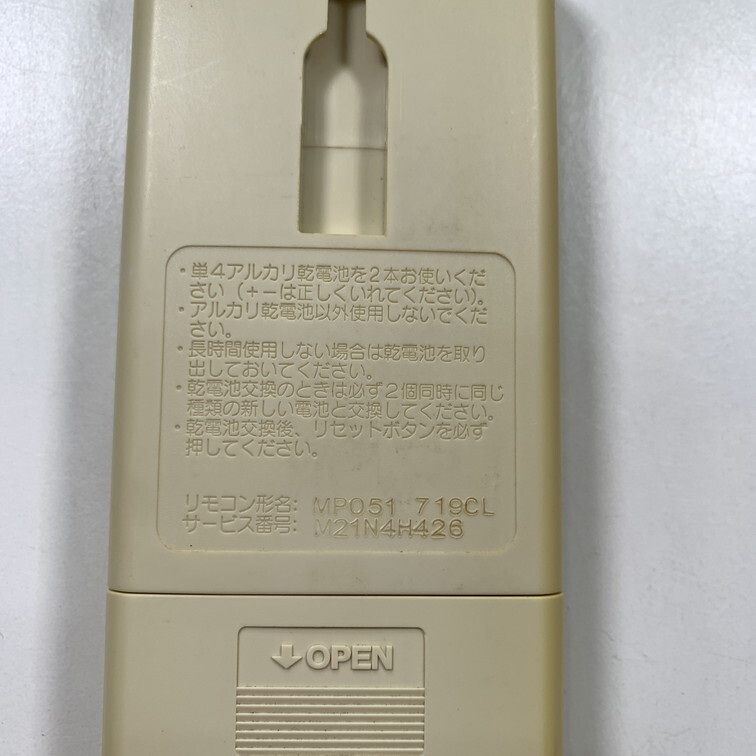 ・単4アルカリ乾電池を2本お使いくだ
さい（＋−は正しくいれてください）。
・アルカリ乾電池以外使用しないでくだ
さい。
・長時間使用しない場合は乾電池を取り
出しておいてください。
・乾電池交換のときは必ず2個同時に同じ
種類の新しい電池と交換してください。
・乾電池交換後、リセットボタンを必ず
押してください。
リモコン形名: MP051 719CL
サービス番号: M21N4H426
↓OPEN